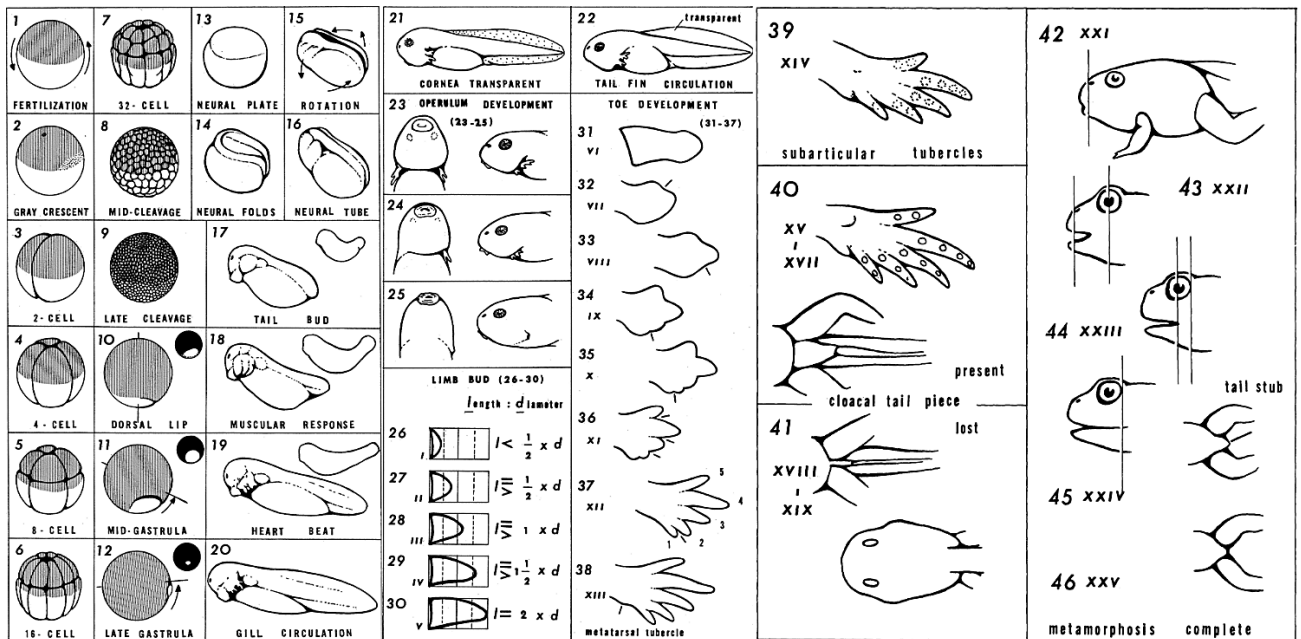 1
FERTILIZATION
7
32-CELL
13
NEURAL PLATE
15
ROTATION
2
GRAY CRESCENT
8
MID-CLEAVAGE
14
NEURAL FOLDS
16
NEURAL TUBE
3
2-CELL
9
LATE CLEAVAGE
17
TAIL BUD
4
4-CELL
10
DORSAL LIP
18
MUSCULAR RESPONSE
5
8-CELL
11
MID-GASTRULA
19
HEART BEAT
6
16-CELL
12
LATE GASTRULA
20
GILL CIRCULATION
21
CORNEA TRANSPARENT
22
transparent
TAIL FIN CIRCULATION
23 OPERULUM DEVELOPMENT
(23-25)
24
25
LIMB BUD (26-30)
length : diameter
26
I
l < 1/2 x d
27
II
l ≧ 1/2 x d
28
III
l ≧ 1 x d
29
IV
l ≧ 1 1/2 x d
30
V
l = 2 x d
TOE DEVELOPMENT
(31-37)
31
VI
32
VII
33
VIII
34
IX
35
X
36
XI
37
XII
5
4
3
2
1
38
XIII
metatarsal tubercle
39
XIV
subarticular tubercles
40
XV
-
XVII
present
cloacal tail piece
41
lost
XVIII
-
XIX
42 XXI
43 XXII
44 XXIII
tail stub
45 XXIV
46 XXV
metamorphosis complete